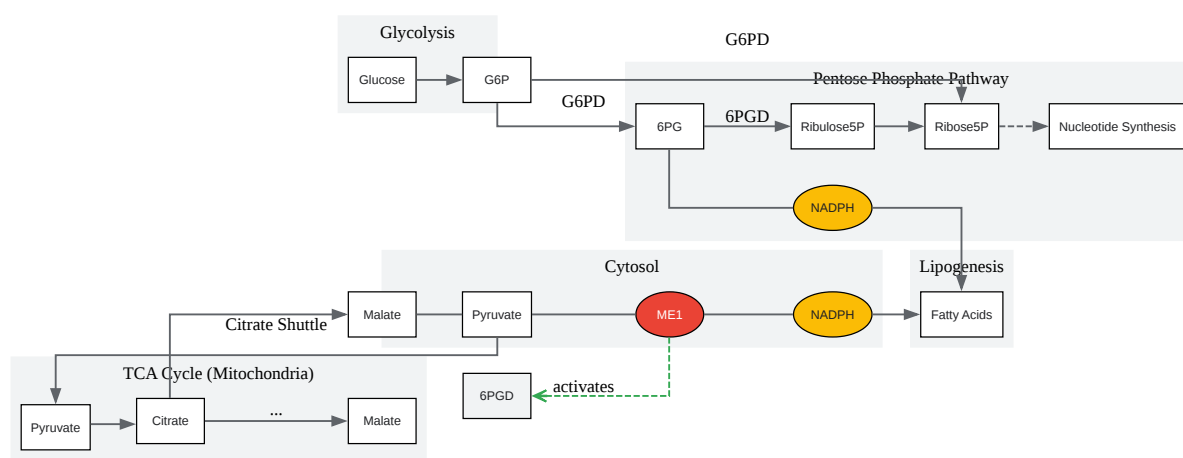 Glycolysis
Glucose
G6P
G6PD
Pentose Phosphate Pathway
G6PD
6PG
6PGD
Ribulose5P
Ribose5P
Nucleotide Synthesis
NADPH
Cytosol
Lipogenesis
Malate
Pyruvate
ME1
NADPH
Fatty Acids
Citrate Shuttle
TCA Cycle (Mitochondria)
6PGD
activates
Pyruvate
Citrate
...
Malate